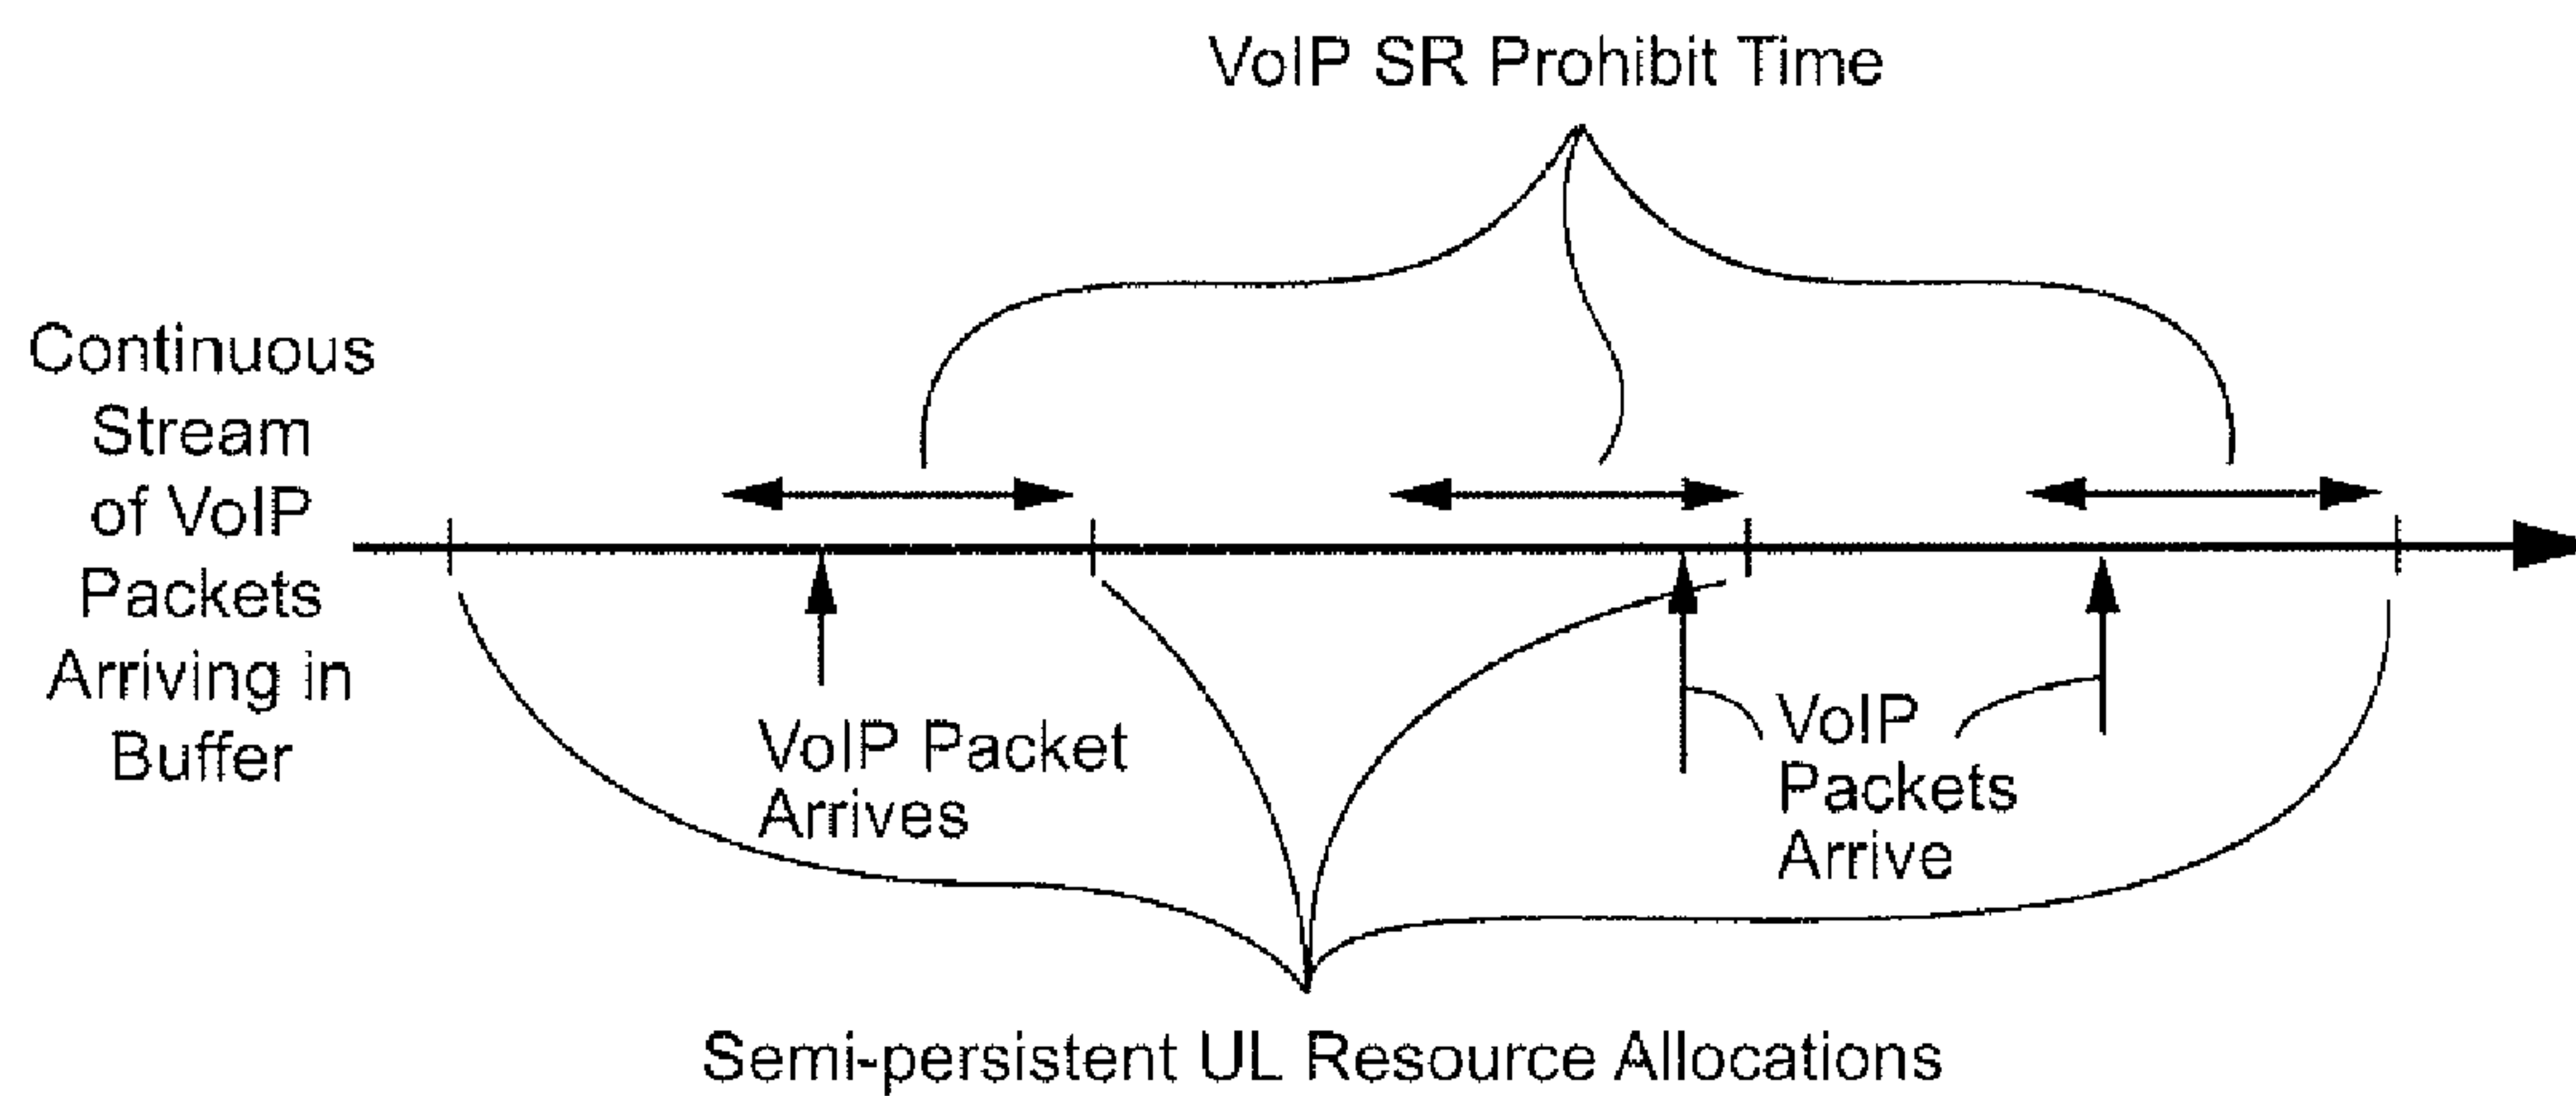 VoIP SR Prohibit Time
Continuous
Stream
of VoIP
Packets
Arriving in
Buffer
VoIP Packet
Arrives
VoIP
Packets
Arrive
Semi-persistent UL Resource Allocations